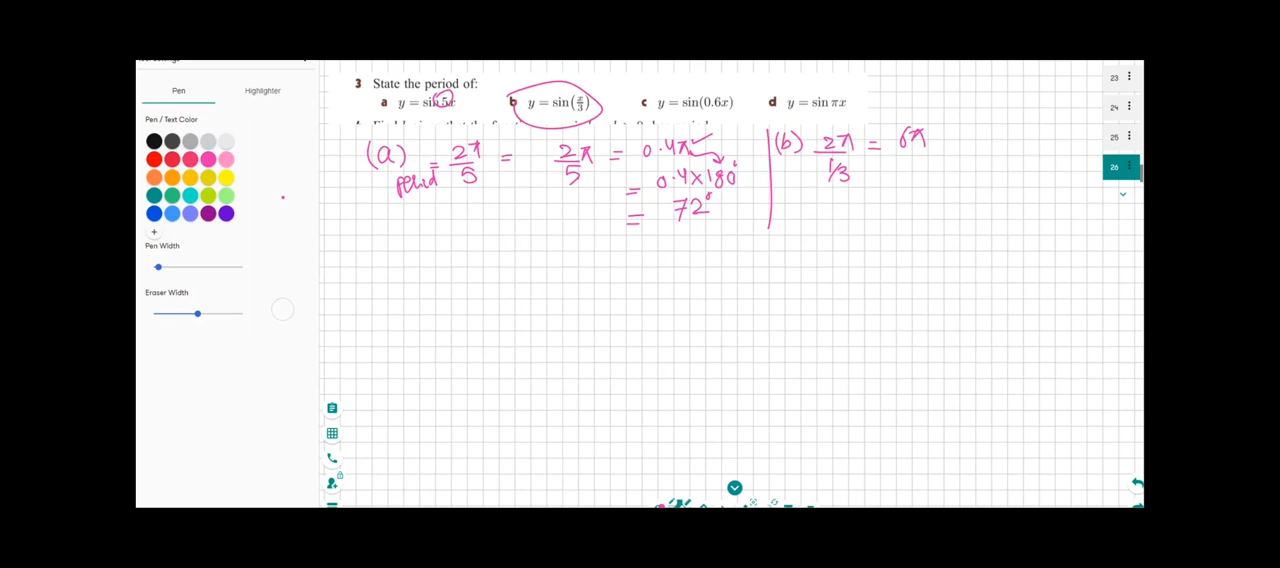 Pen Highlighter
Pen / Text Color
Pen Width
Eraser Width
3 State the period of:
a y = sin 5x b y = sin(x/3) c y = sin(0.6x) d y = sin πx
(a) period = 2π/5 = 2π/5 = 0.4π
= 0.4×180°
= 72°
(b) 2π/1/3 = 6π
23
24
25
26